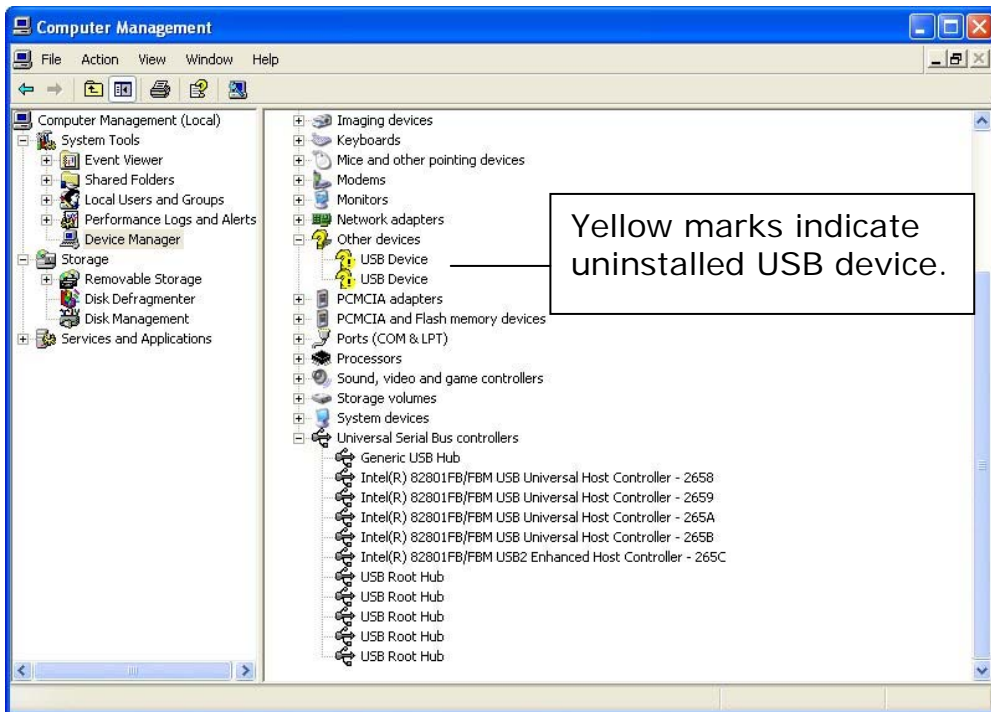 Computer Management
File Action View Window Help
Computer Management (Local)
System Tools
Event Viewer
Shared Folders
Local Users and Groups
Performance Logs and Alerts
Device Manager
Storage
Removable Storage
Disk Defragmenter
Disk Management
Services and Applications
Imaging devices
Keyboards
Mice and other pointing devices
Modems
Monitors
Network adapters
Other devices
USB Device
USB Device
PCMCIA adapters
PCMCIA and Flash memory devices
Ports (COM & LPT)
Processors
Sound, video and game controllers
Storage volumes
System devices
Universal Serial Bus controllers
Generic USB Hub
Intel(R) 82801FB/FBM USB Universal Host Controller - 2658
Intel(R) 82801FB/FBM USB Universal Host Controller - 2659
Intel(R) 82801FB/FBM USB Universal Host Controller - 265A
Intel(R) 82801FB/FBM USB Universal Host Controller - 265B
Intel(R) 82801FB/FBM USB2 Enhanced Host Controller - 265C
USB Root Hub
USB Root Hub
USB Root Hub
USB Root Hub
USB Root Hub
Yellow marks indicate
uninstalled USB device.